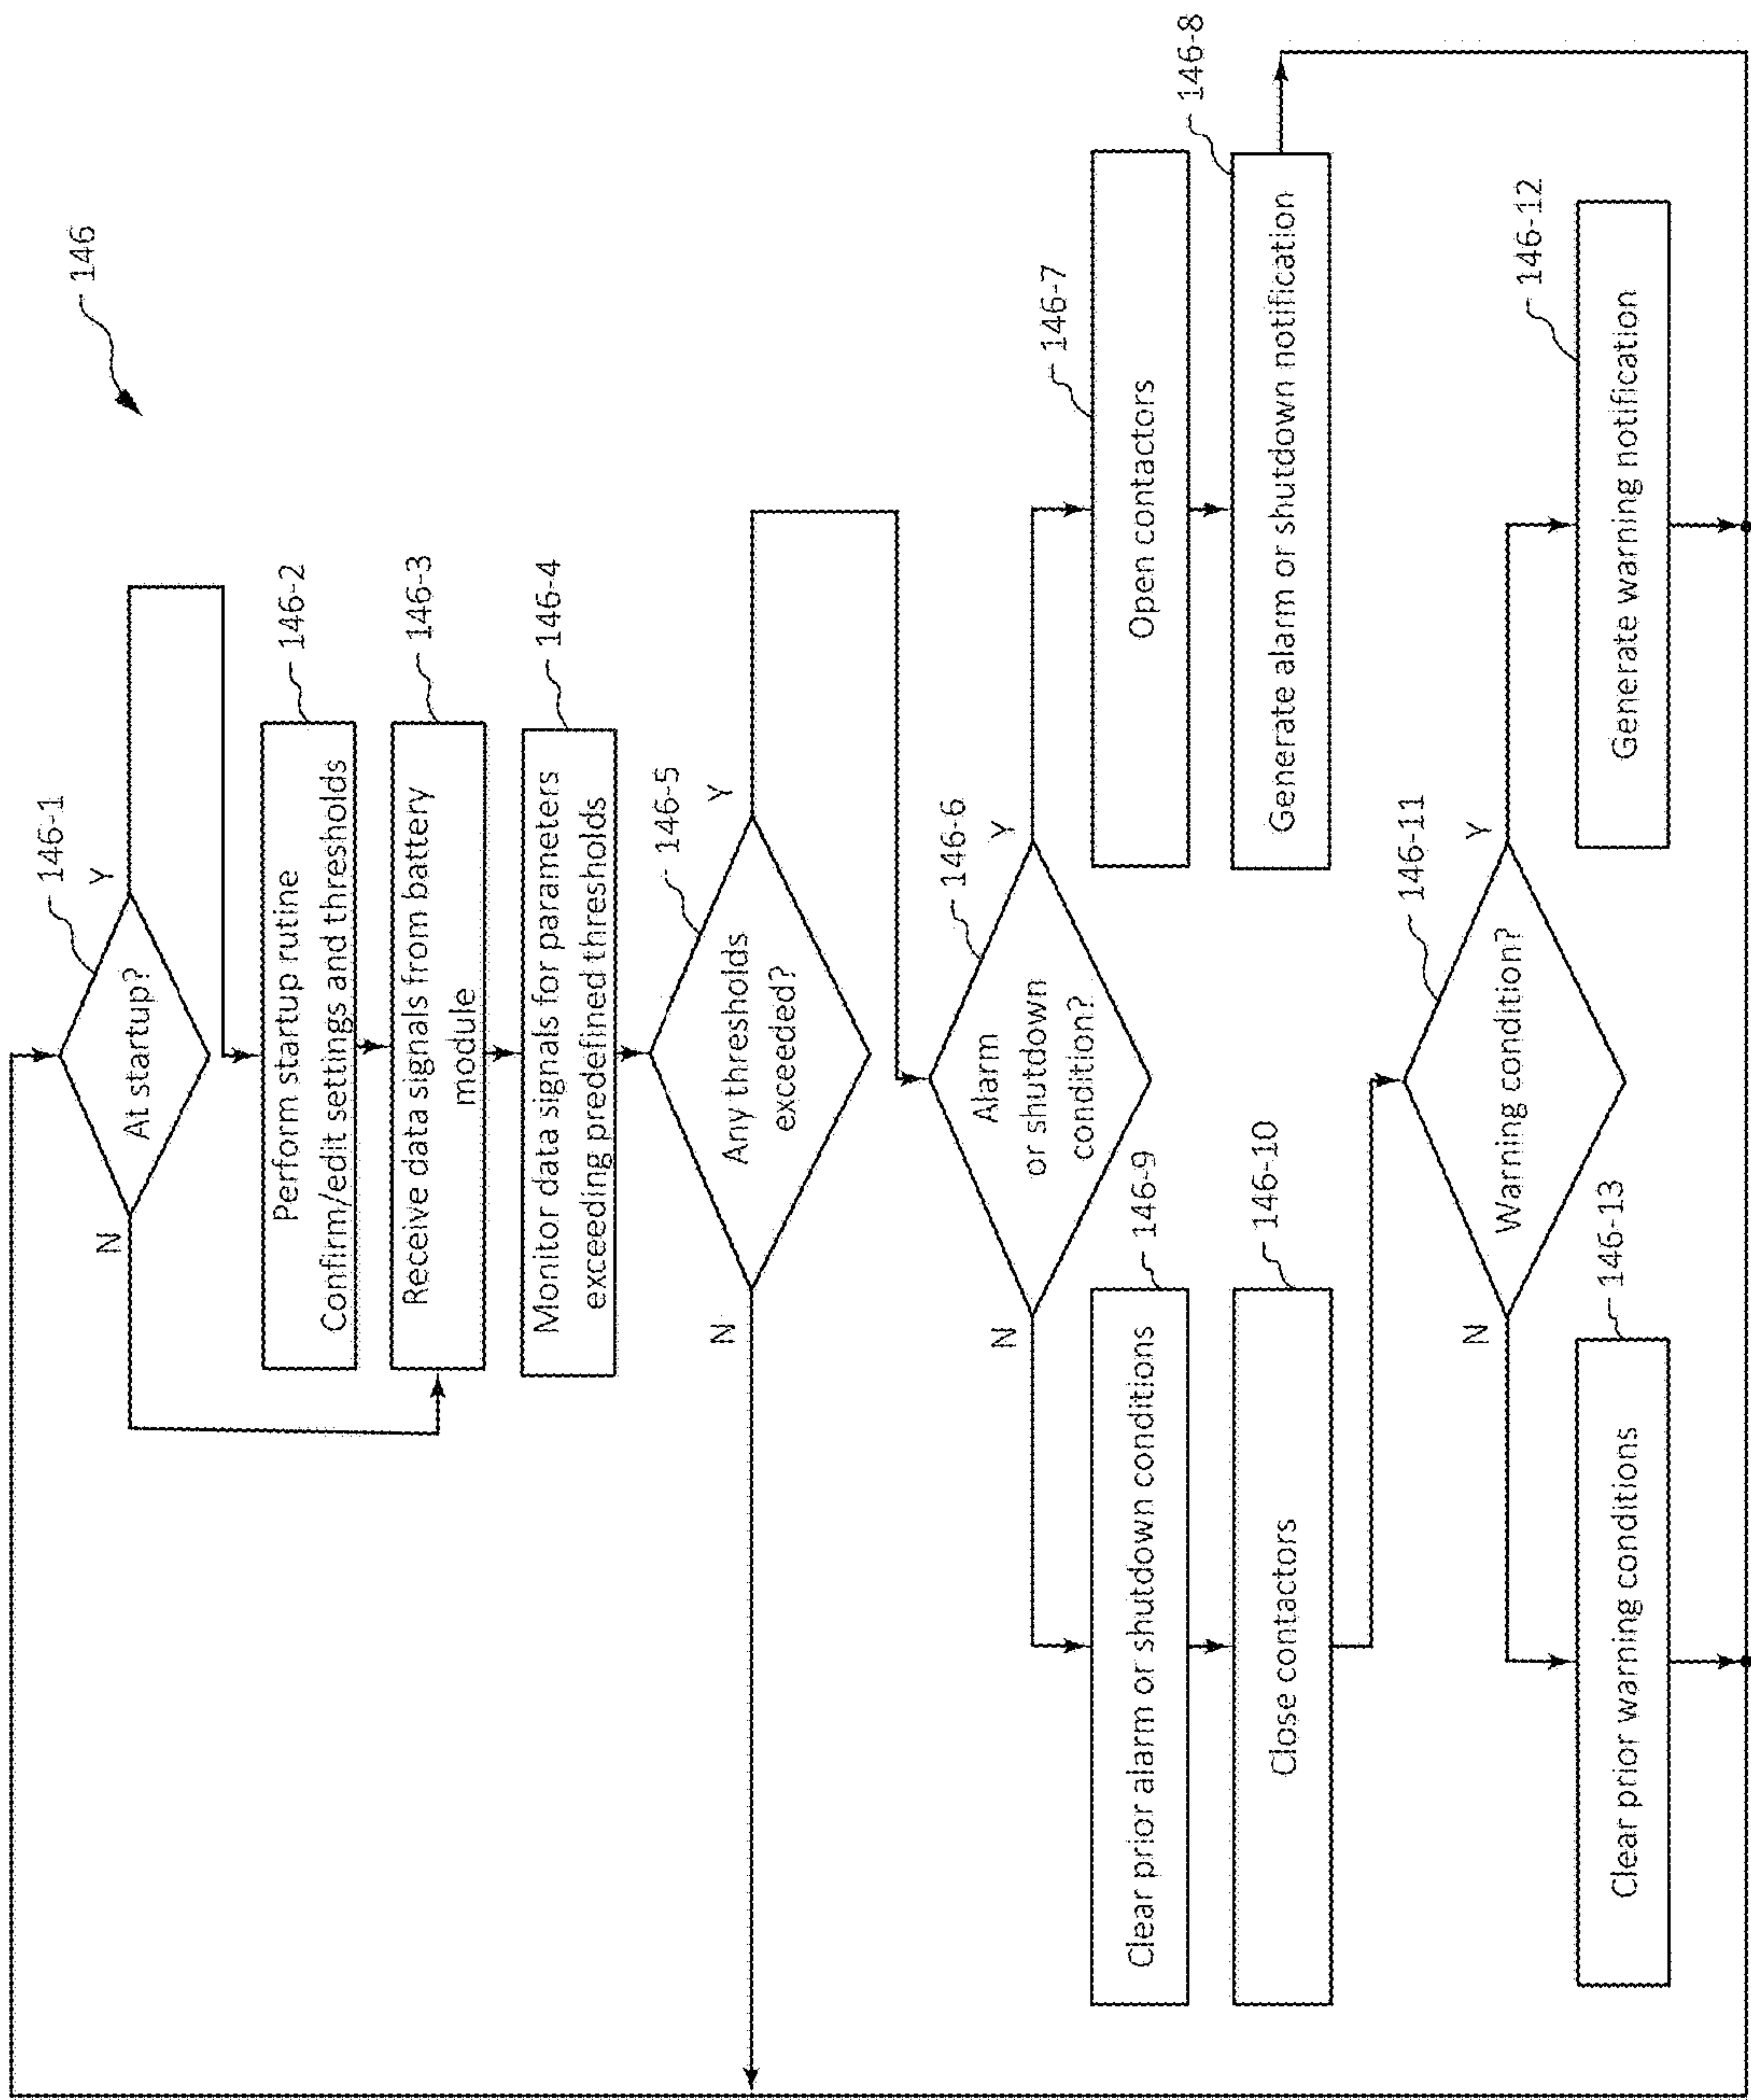 146
146-1
At startup?
Y
N
146-2
Perform startup rutine
Confirm/edit settings and thresholds
146-3
Receive data signals from battery
module
146-4
Monitor data signals for parameters
exceeding predefined thresholds
146-5
Any thresholds
exceeded?
Y
N
146-6
Alarm
or shutdown
condition?
Y
N
146-7
Open contactors
146-8
Generate alarm or shutdown notification
146-9
Clear prior alarm or shutdown conditions
146-10
Close contactors
146-11
Warning condition?
Y
N
146-12
Generate warning notification
146-13
Clear prior warning conditions